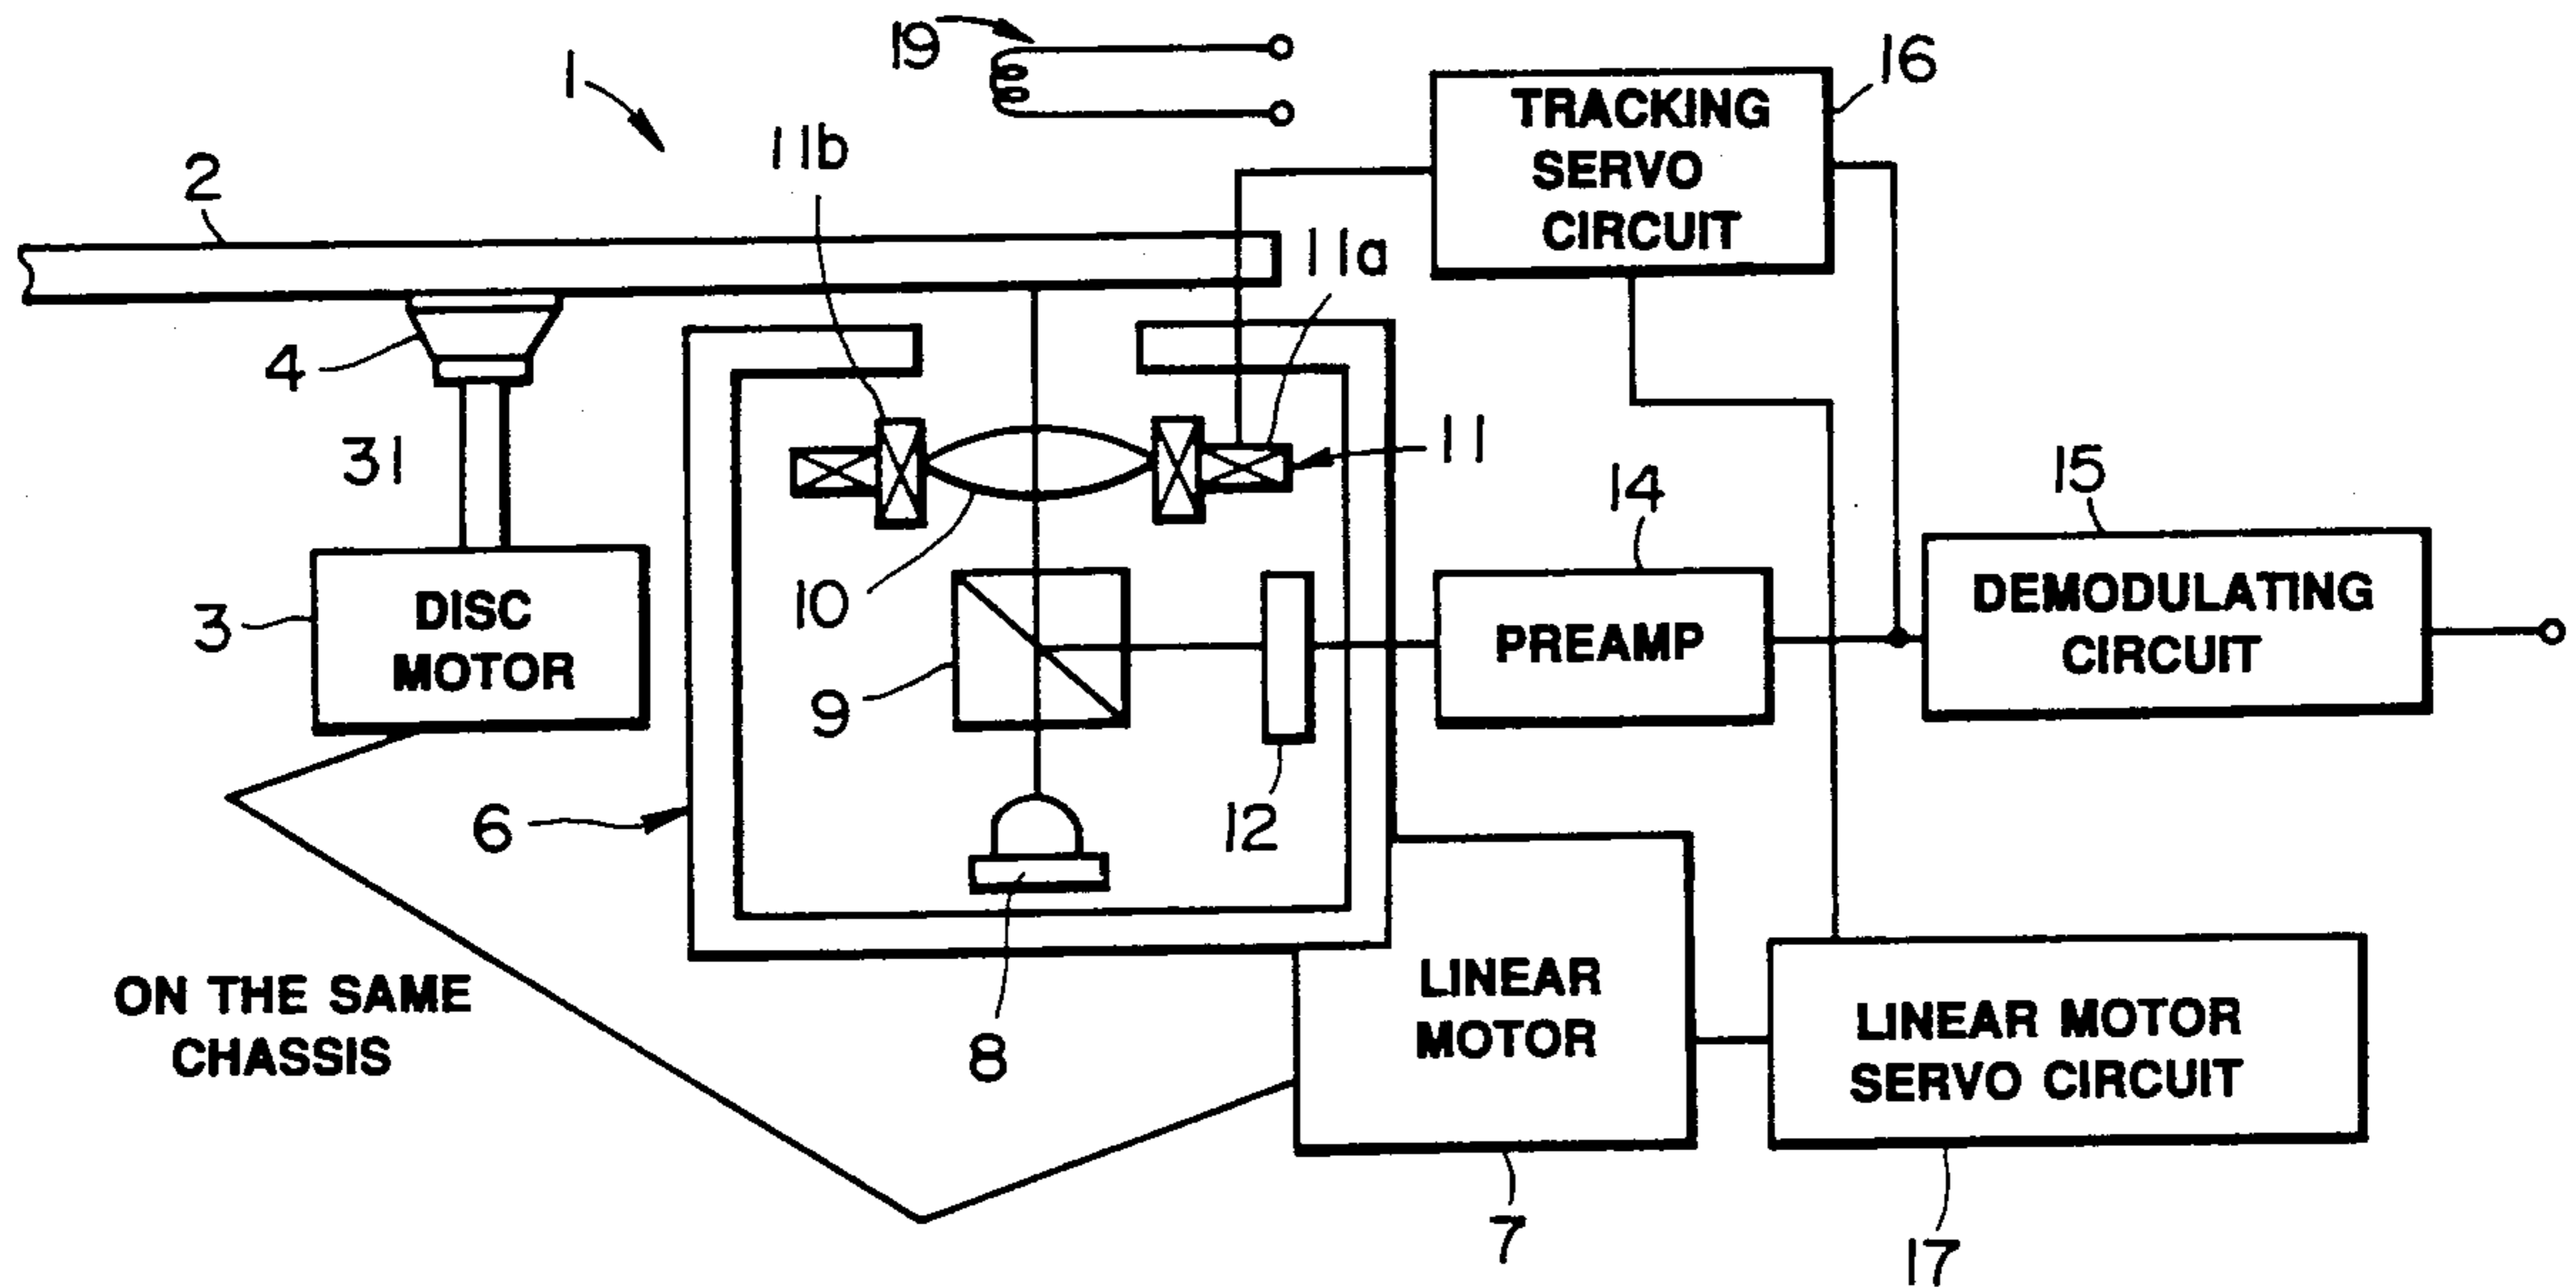 19
1
16
TRACKING
SERVO
CIRCUIT
11b
2
11a
4
31
11
14
15
10
3
DISC
MOTOR
PREAMP
DEMODULATING
CIRCUIT
9
6
12
ON THE SAME
CHASSIS
8
LINEAR
MOTOR
LINEAR MOTOR
SERVO CIRCUIT
7
17